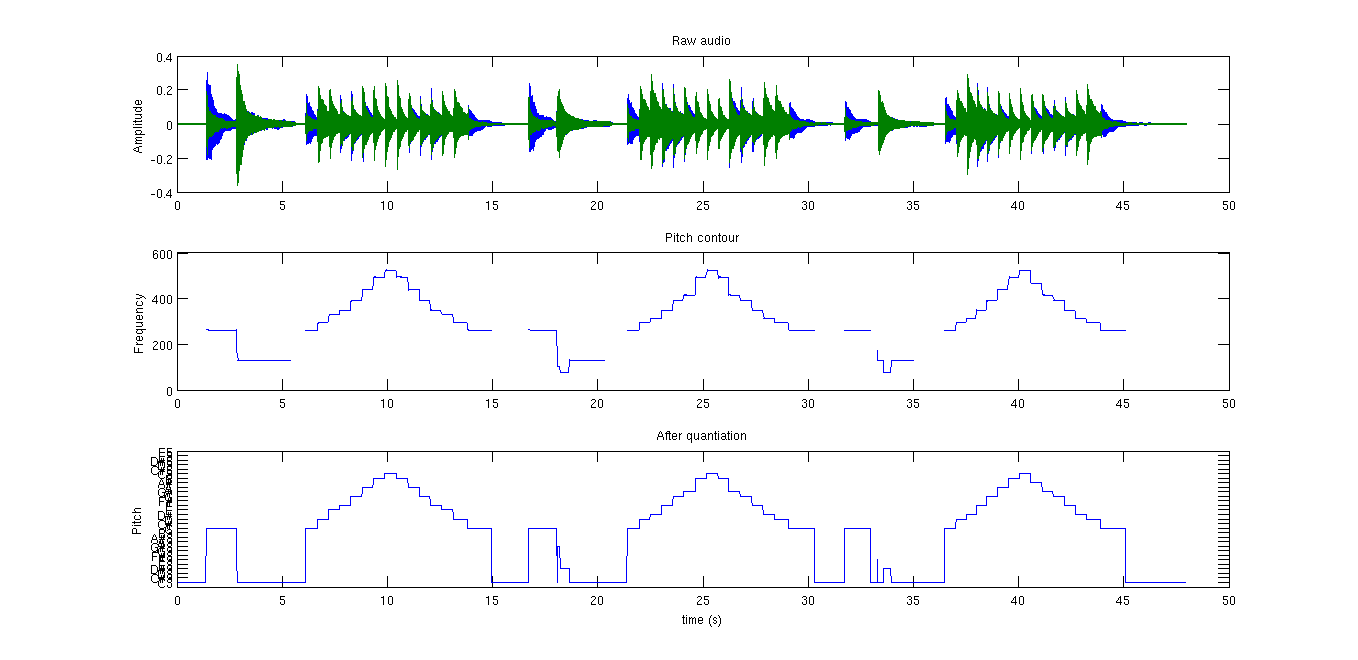 Raw audio
Amplitude
0.4
0.2
0
-0.2
-0.4
0 5 10 15 20 25 30 35 40 45 50
Pitch contour
Frequency
600
400
200
0
0 5 10 15 20 25 30 35 40 45 50
After quantiation
Pitch
0 5 10 15 20 25 30 35 40 45 50
time (s)